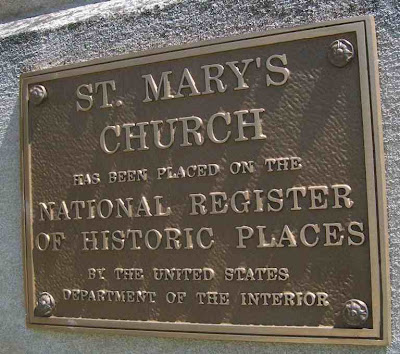 ST. MARY'S
CHURCH
HAS BEEN PLACED ON THE
NATIONAL REGISTER
OF HISTORIC PLACES
BY THE UNITED STATES
DEPARTMENT OF THE INTERIOR